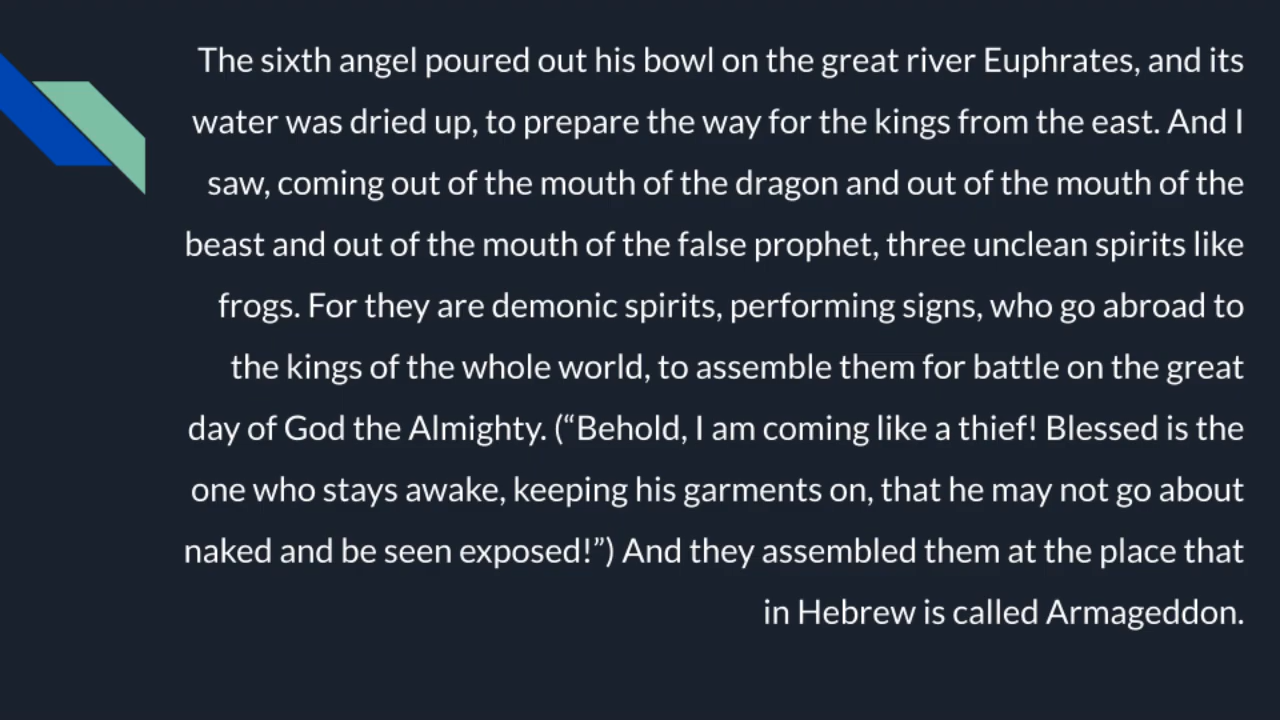 The sixth angel poured out his bowl on the great river Euphrates, and its
water was dried up, to prepare the way for the kings from the east. And I
saw, coming out of the mouth of the dragon and out of the mouth of the
beast and out of the mouth of the false prophet, three unclean spirits like
frogs. For they are demonic spirits, performing signs, who go abroad to
the kings of the whole world, to assemble them for battle on the great
day of God the Almighty. (“Behold, I am coming like a thief! Blessed is the
one who stays awake, keeping his garments on, that he may not go about
naked and be seen exposed!”) And they assembled them at the place that
in Hebrew is called Armageddon.